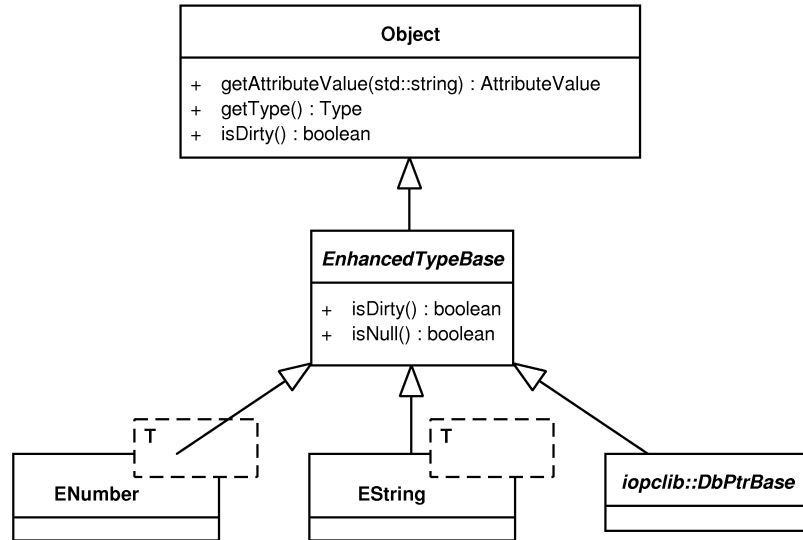 Object
+ getAttributeValue(std::string) : AttributeValue
+ getType() : Type
+ isDirty() : boolean
EnhancedTypeBase
+ isDirty() : boolean
+ isNull() : boolean
T
T
ENumber
EString
iopclib::DbPtrBase